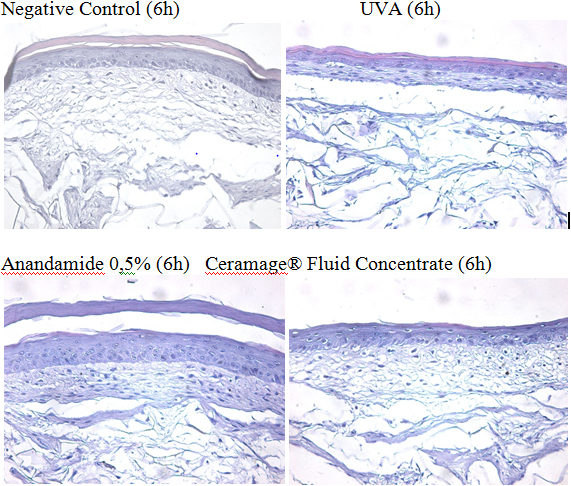 Negative Control (6h) UVA (6h)
Anandamide 0,5% (6h) Ceramage® Fluid Concentrate (6h)